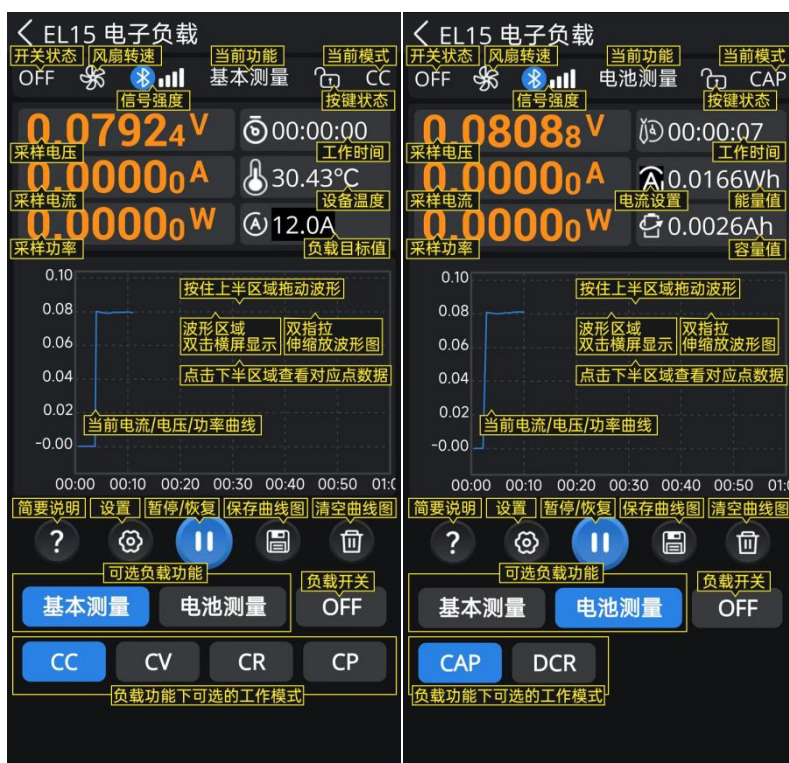 EL15 电子负载
开关状态 风扇转速 当前功能 当前模式
OFF 基本测量 CC
信号强度 按键状态
0.07924V 00:00:00
采样电压 工作时间
0.00000A 30.43°C
采样电流 设备温度
0.00000W 12.0A
采样功率 负载目标值
0.10
按住上半区域拖动波形
0.08
波形区域
双击横屏显示
双指拉
伸缩放波形图
0.06
0.04
点击下半区域查看对应点数据
0.02
当前电流/电压/功率曲线
-0.00
00:00 00:10 00:20 00:30 00:40 00:50 01:0
简要说明 设置 暂停/恢复 保存曲线图 清空曲线图
?
可选负载功能 负载开关
基本测量 电池测量 OFF
CC CV CR CP
负载功能下可选的工作模式
EL15 电子负载
开关状态 风扇转速 当前功能 当前模式
OFF 电池测量 CAP
信号强度 按键状态
0.08088V 00:00:07
采样电压 工作时间
0.00000A 0.0166Wh
采样电流 电流设置 能量值
0.00000W 0.0026Ah
采样功率 容量值
0.10
按住上半区域拖动波形
0.08
波形区域
双击横屏显示
双指拉
伸缩放波形图
0.06
0.04
点击下半区域查看对应点数据
0.02
当前电流/电压/功率曲线
-0.00
00:00 00:10 00:20 00:30 00:40 00:50 01:0
简要说明 设置 暂停/恢复 保存曲线图 清空曲线图
?
可选负载功能 负载开关
基本测量 电池测量 OFF
CAP DCR
负载功能下可选的工作模式